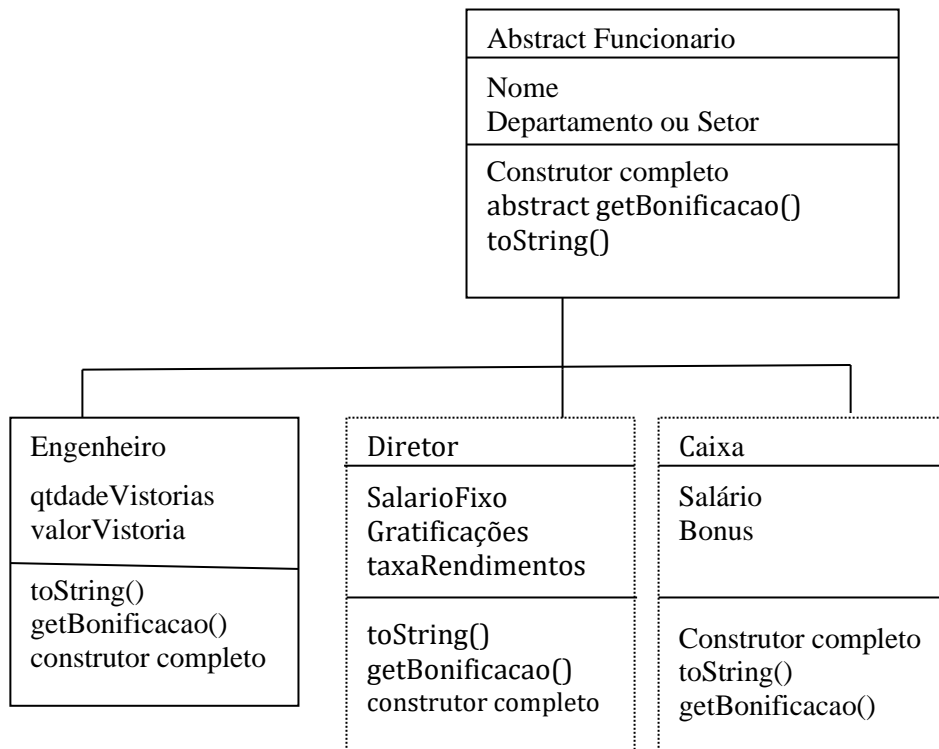 Abstract Funcionario
Nome
Departamento ou Setor
Construtor completo
abstract getBonificacao()
toString()
Engenheiro
qtdadeVistorias
valorVistoria
toString()
getBonificacao()
construtor completo
Diretor
SalarioFixo
Gratificações
taxaRendimentos
toString()
getBonificacao()
construtor completo
Caixa
Salário
Bonus
Construtor completo
toString()
getBonificacao()